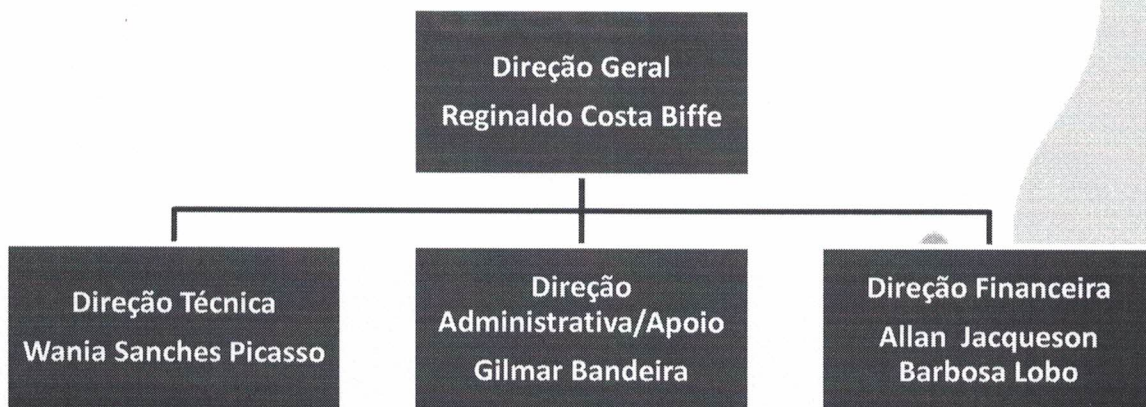 Direção Geral
Reginaldo Costa Biffe
Direção Técnica
Wania Sanches Picasso
Direção
Administrativa/Apoio
Gilmar Bandeira
Direção Financeira
Allan Jacqueson
Barbosa Lobo